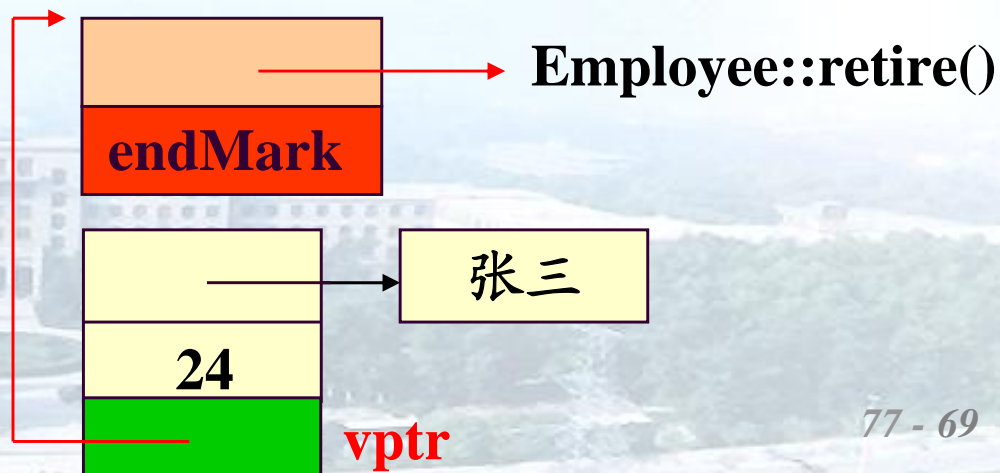 Employee::retire()
endMark
张三
24
vptr
77 - 69